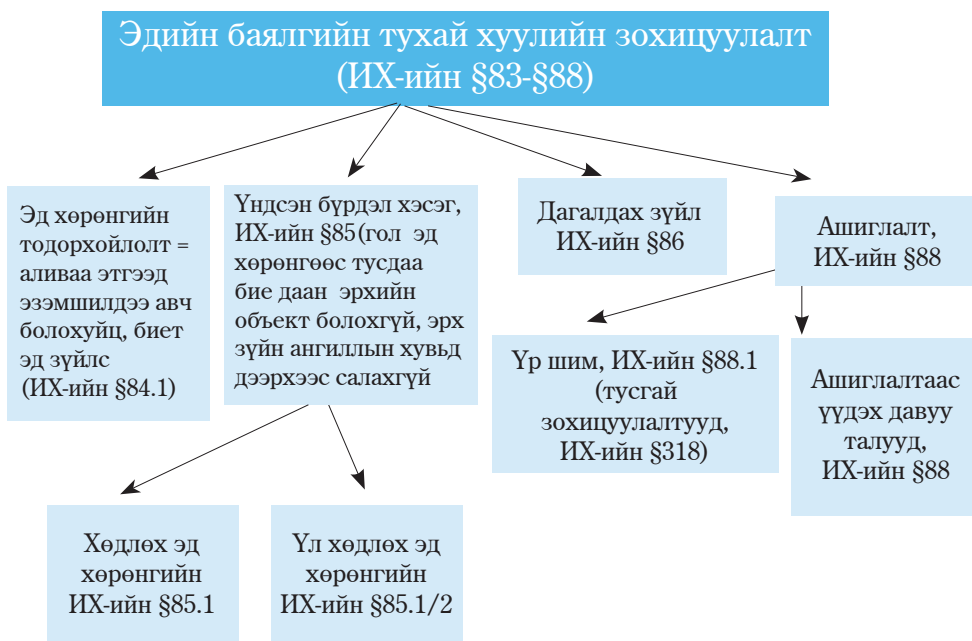 Эдийн баялгийн тухай хуулийн зохицуулалт
(ИХ-ийн §83-§88)
Эд хөрөнгийн
тодорхойлолт =
аливаа этгээд
эзэмшилдээ авч
болохуйц, биет
эд зүйлс
(ИХ-ийн §84.1)
Үндсэн бүрдэл хэсэг,
ИХ-ийн §85(гол эд
хөрөнгөөс тусдаа
бие даан эрхийн
объект болохгүй, эрх
зүйн ангиллын хувьд
дээрхээс салахгүй
Дагалдах зүйл
ИХ-ийн §86
Ашиглалт,
ИХ-ийн §88
Үр шим, ИХ-ийн §88.1
(тусгай
зохицуулалтууд,
ИХ-ийн §318)
Ашиглалтаас
үүдэх давуу
талууд,
ИХ-ийн §88
Хөдлөх эд
хөрөнгийн
ИХ-ийн §85.1
Үл хөдлөх эд
хөрөнгийн
ИХ-ийн §85.1/2